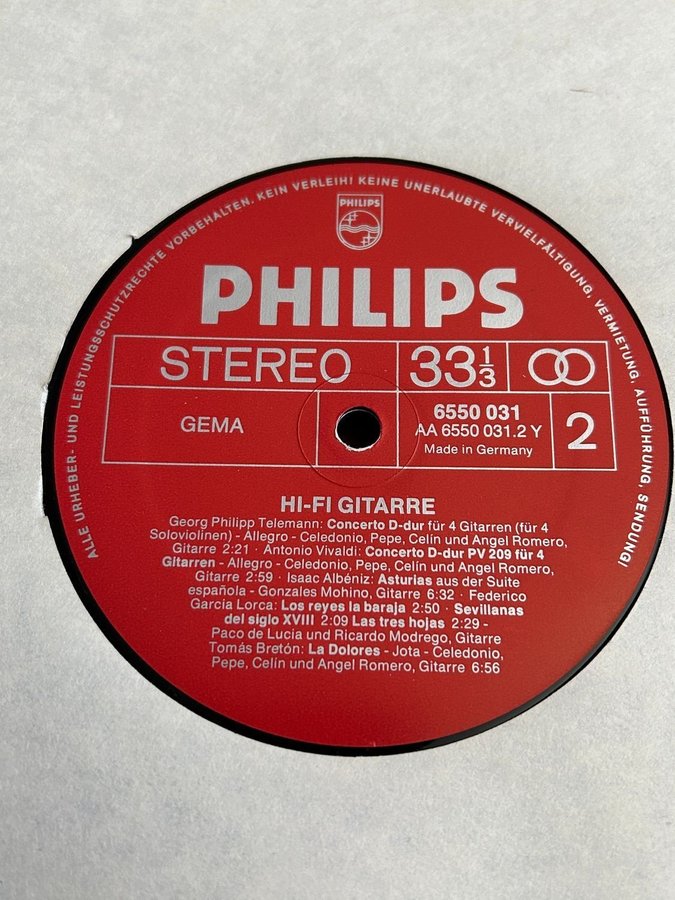 ALLE URHEBER- UND LEISTUNGSSCHUTZRECHTE VORBEHALTEN. KEIN VERLEIH! KEINE UNERLAUBTE VERVIELFÄLTIGUNG, VERMIETUNG, AUFFÜHRUNG, SENDUNG!
PHILIPS
PHILIPS
STEREO 33 1/3
GEMA
6550 031
AA 6550 031.2 Y
Made in Germany
2
HI-FI GITARRE
Georg Philipp Telemann: Concerto D-dur für 4 Gitarren (für 4
Soloviolinen) - Allegro - Celedonio, Pepe, Celín und Angel Romero,
Gitarre 2:21 · Antonio Vivaldi: Concerto D-dur PV 209 für 4
Gitarren - Allegro - Celedonio, Pepe, Celín und Angel Romero,
Gitarre 2:59 · Isaac Albéniz: Asturias aus der Suite
española - Gonzales Mohino, Gitarre 6:32 · Federico
Garcia Lorca: Los reyes la baraja 2:50 · Sevillanas
del siglo XVIII 2:09 Las tres hojas 2:29 -
Paco de Lucia und Ricardo Modrego, Gitarre
Tomás Bretón: La Dolores - Jota - Celedonio,
Pepe, Celín und Angel Romero, Gitarre 6:56